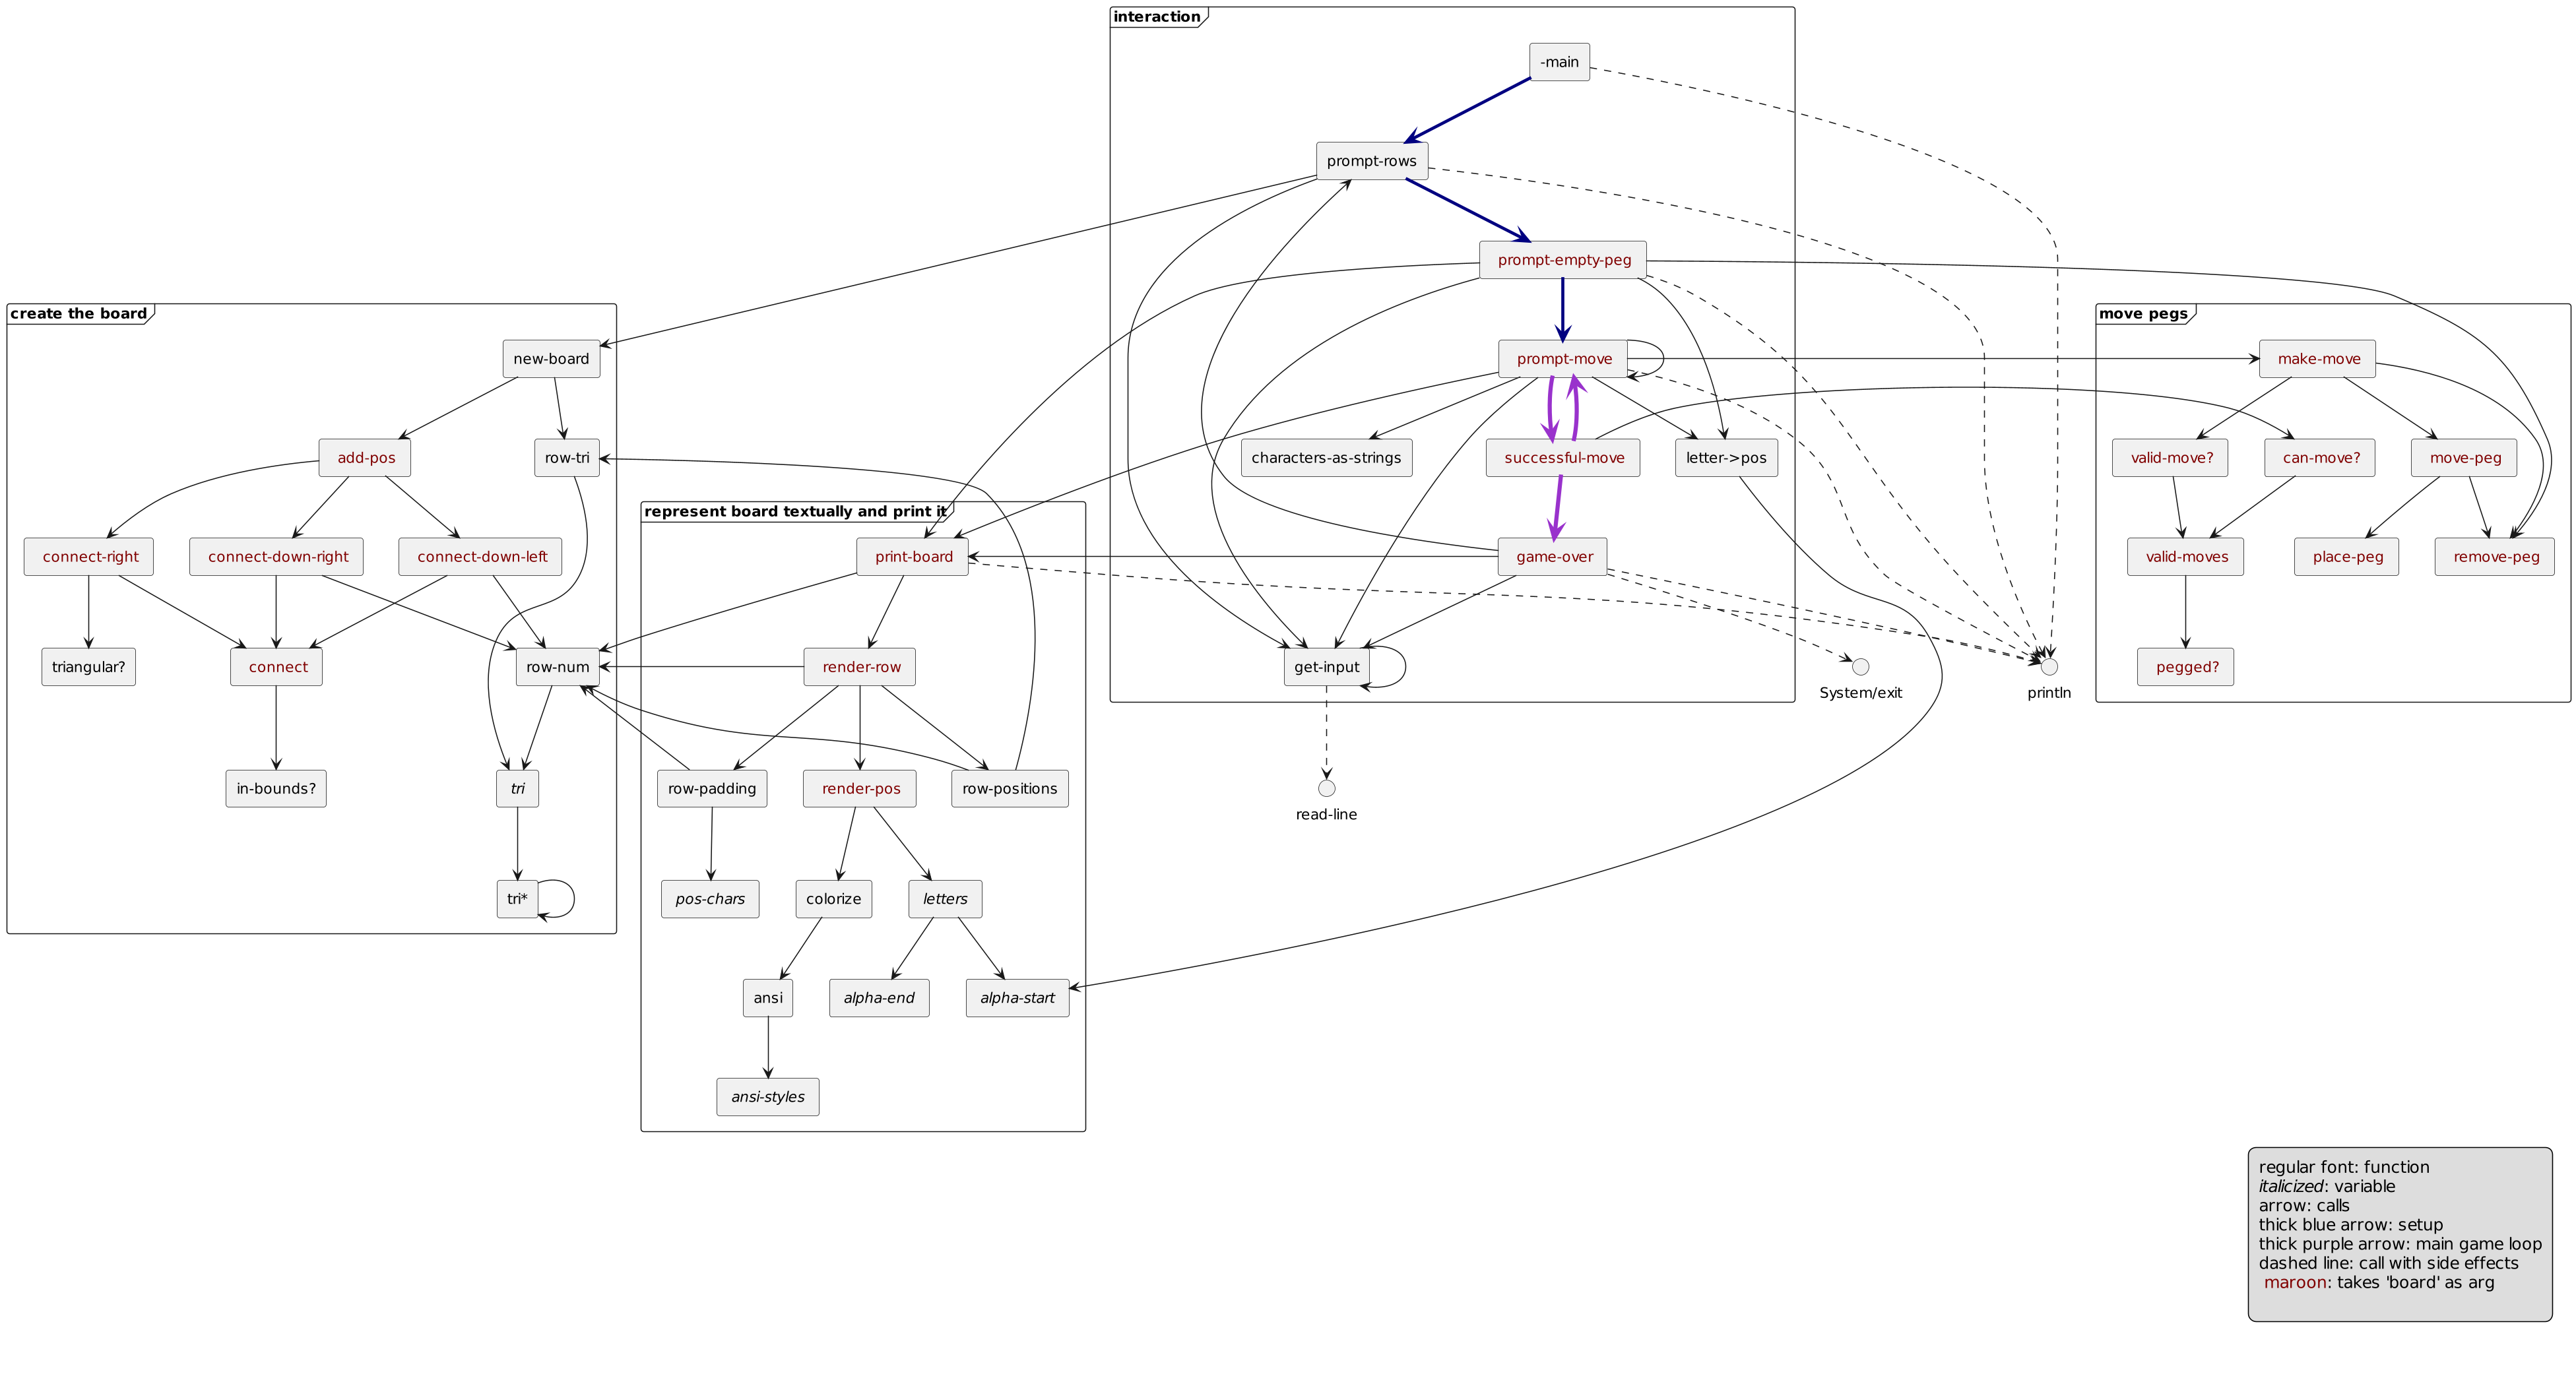 interaction
-main
prompt-rows
prompt-empty-peg
create the board
move pegs
new-board
prompt-move
make-move
add-pos
row-tri
characters-as-strings
successful-move
letter->pos
valid-move?
can-move?
move-peg
represent board textually and print it
connect-right
connect-down-right
connect-down-left
print-board
game-over
valid-moves
place-peg
remove-peg
triangular?
connect
row-num
render-row
get-input
System/exit
println
pegged?
in-bounds?
tri
row-padding
render-pos
row-positions
read-line
tri*
pos-chars
colorize
letters
ansi
alpha-end
alpha-start
ansi-styles
regular font: function
italicized: variable
arrow: calls
thick blue arrow: setup
thick purple arrow: main game loop
dashed line: call with side effects
maroon: takes 'board' as arg